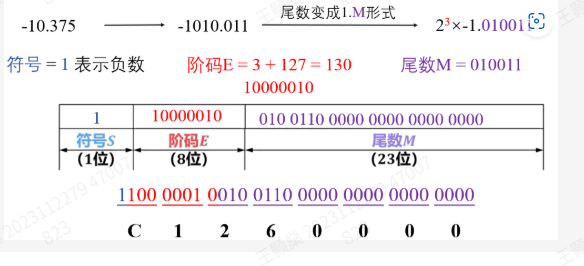 -10.375 -1010.011 尾数变成1.M形式 2³×-1.010011
符号 = 1 表示负数 阶码E = 3 + 127 = 130 尾数M = 010011
10000010
1 10000010 010 0110 0000 0000 0000 0000
符号S 阶码E 尾数M
(1位) (8位) (23位)
1100 0001 0010 0110 0000 0000 0000 0000
C 1 2 6 0 0 0 0